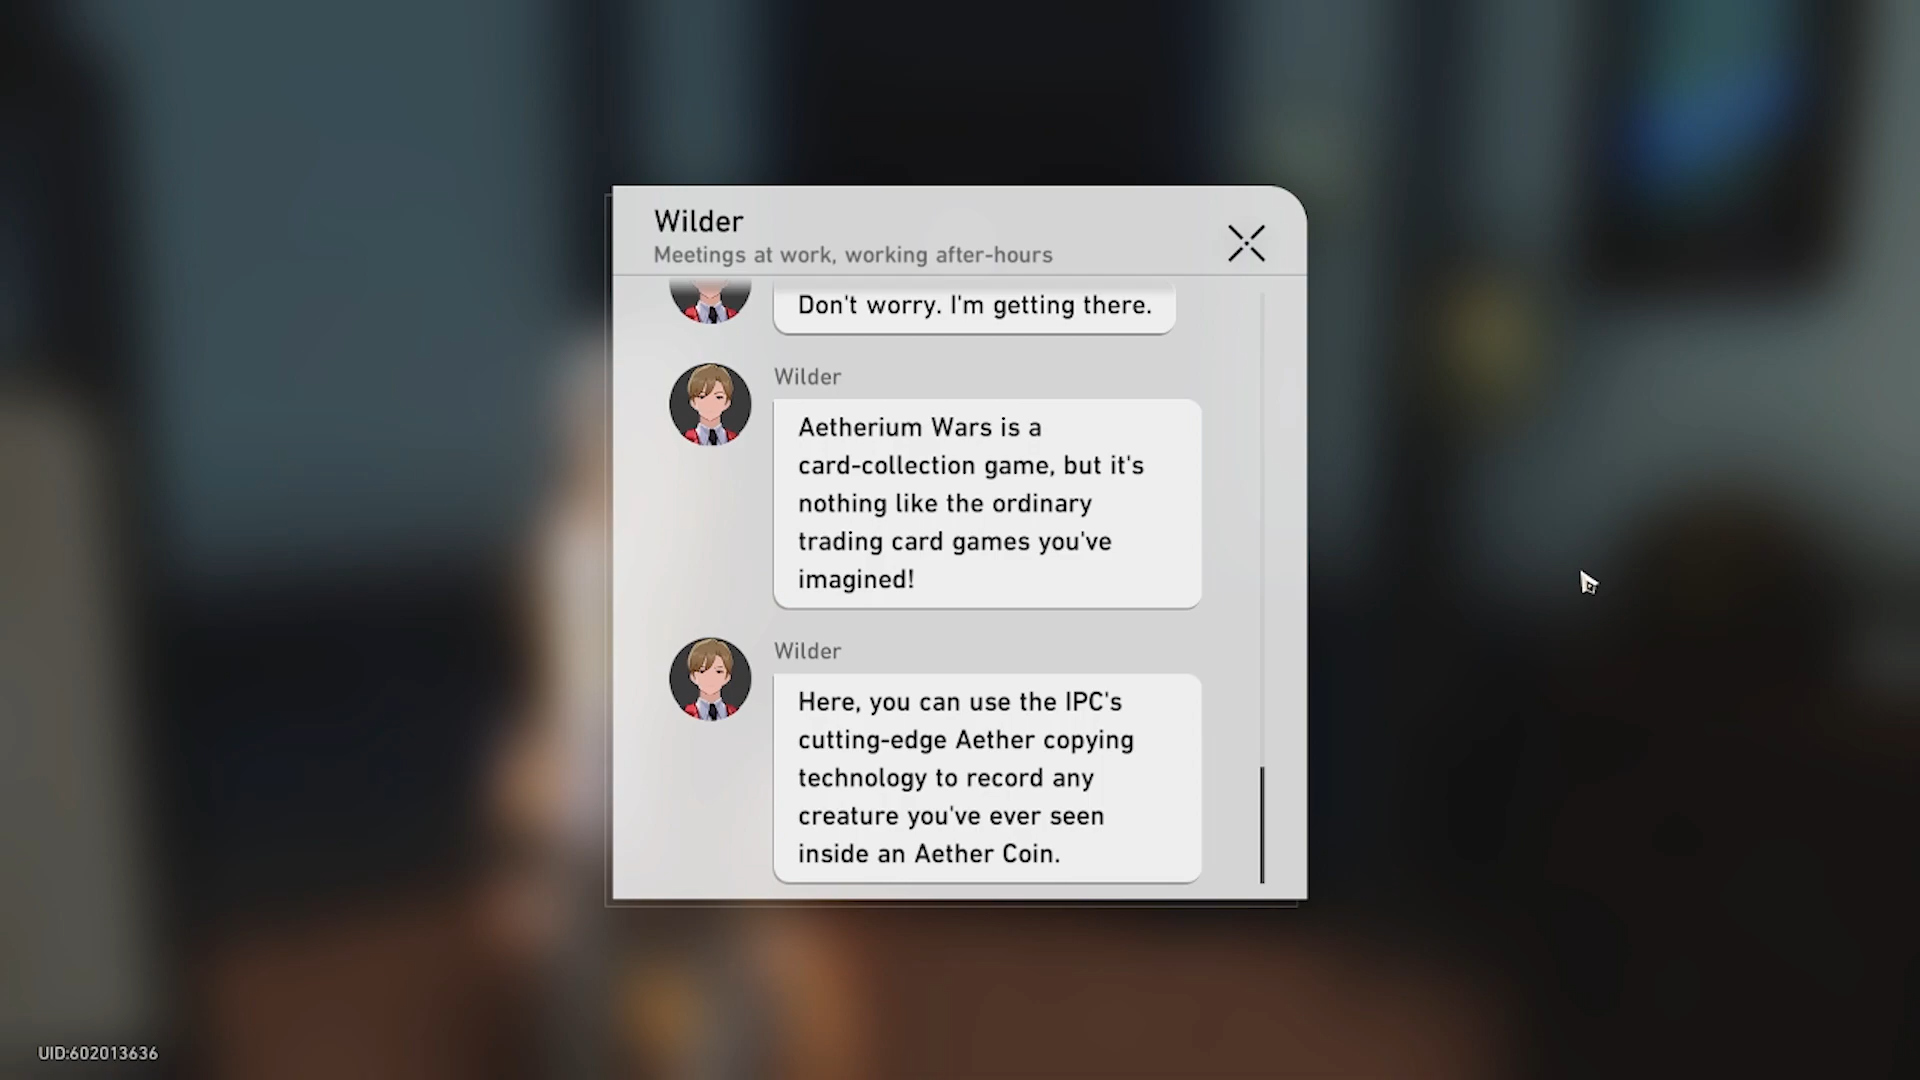 Wilder
Meetings at work, working after-hours
Don't worry. I'm getting there.
Wilder
Aetherium Wars is a
card-collection game, but it's
nothing like the ordinary
trading card games you've
imagined!
Wilder
Here, you can use the IPC's
cutting-edge Aether copying
technology to record any
creature you've ever seen
inside an Aether Coin.
UID:602013636